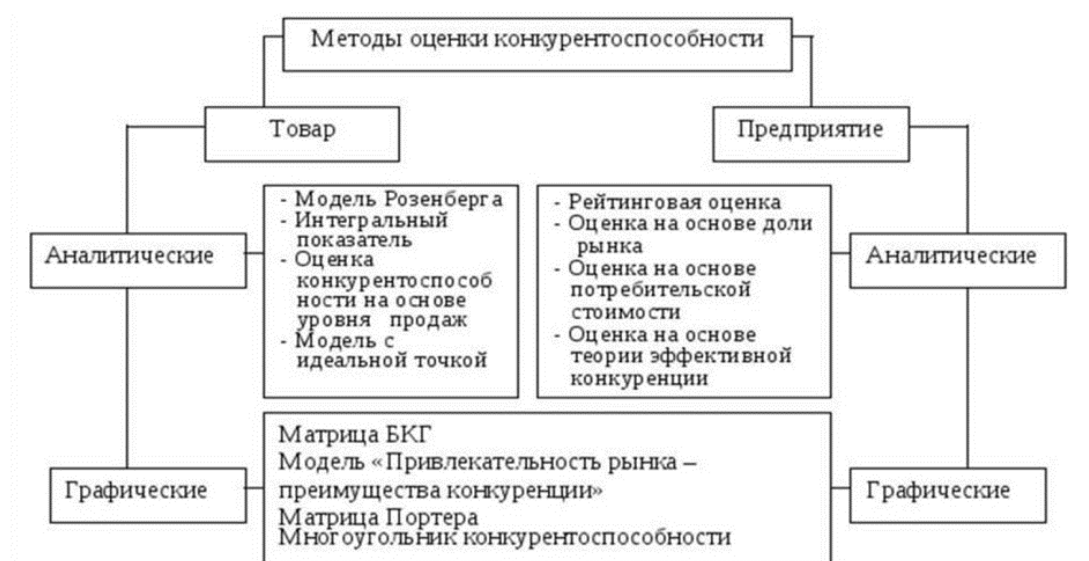 Методы оценки конкурентоспособности
Товар
Предприятие
Аналитические
- Модель Розенберга
- Интегральный
показатель
- Оценка
конкурентоспособ
ности на основе
уровня продаж
- Модель с
идеальной точкой
- Рейтинговая оценка
- Оценка на основе доли
рынка
- Оценка на основе
потребительской
стоимости
- Оценка на основе
теории эффективной
конкуренции
Аналитические
Графические
Матрица БКГ
Модель «Привлекательность рынка –
преимущества конкуренции»
Матрица Портера
Многоугольник конкурентоспособности
Графические